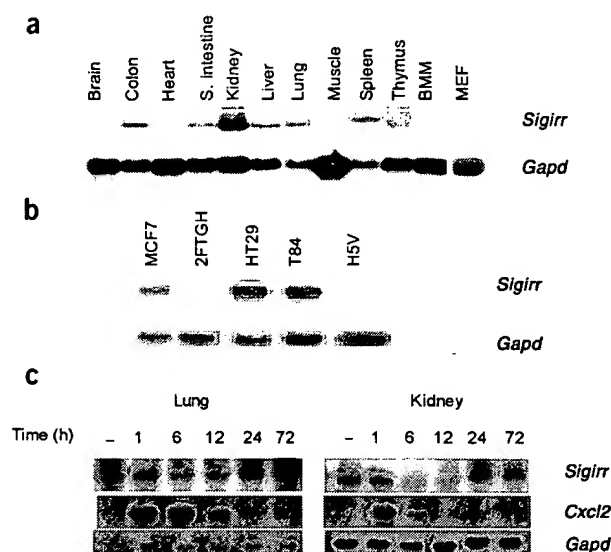 a
Brain Colon Heart S. intestine Kidney Liver Lung Muscle Spleen Thymus BMM MEF
Sigirr
Gapd
b
MCF7 2FTGH HT29 T84 H5V
Sigirr
Gapd
c
Lung Kidney
Time (h) – 1 6 12 24 72 – 1 6 12 24 72
Sigirr
Cxcl2
Gapd